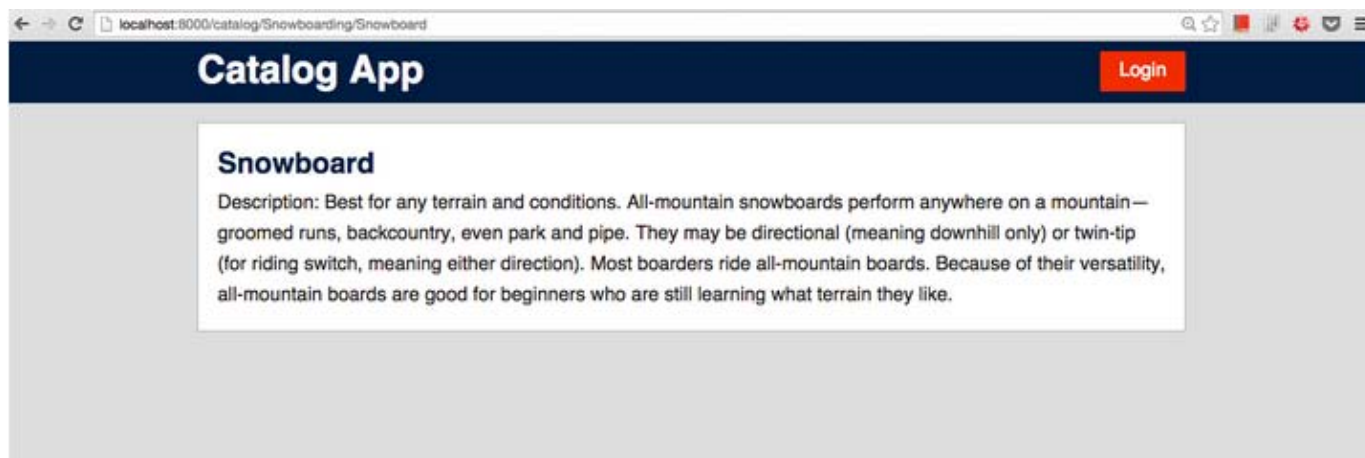 localhost:8000/catalog/Snowboarding/Snowboard
Catalog App
Login
Snowboard
Description: Best for any terrain and conditions. All-mountain snowboards perform anywhere on a mountain—
groomed runs, backcountry, even park and pipe. They may be directional (meaning downhill only) or twin-tip
(for riding switch, meaning either direction). Most boarders ride all-mountain boards. Because of their versatility,
all-mountain boards are good for beginners who are still learning what terrain they like.